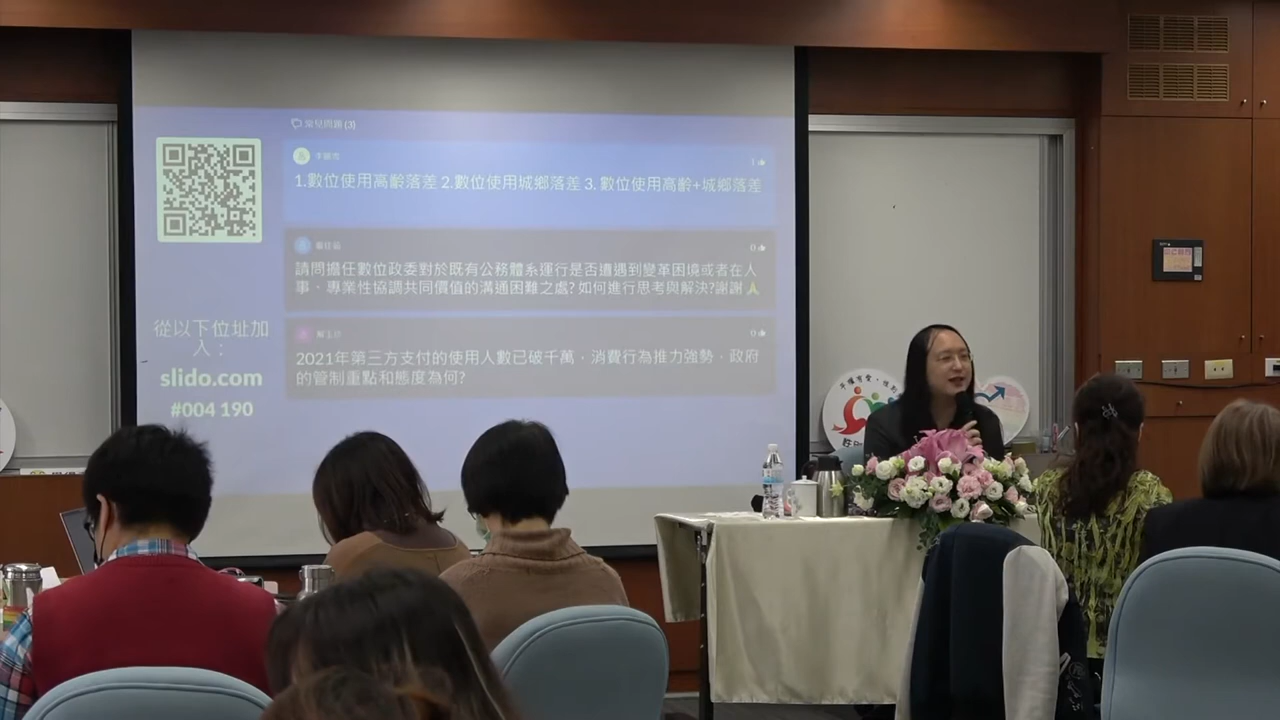 (3)
1
1.數位使用高齡落差 2.數位使用城鄉落差 3. 數位使用高齡+城鄉落差
0
請問擔任數位政委對於既有公務體系運行是否遭遇到變革困境或者在人
事、專業性協調共同價值的溝通困難之處? 如何進行思考與解決?謝謝🙏
0
2021年第三方支付的使用人數已破千萬，消費行為推力強勢，政府
的管制重點和態度為何?
從以下位址加
入：
slido.com
#004 190